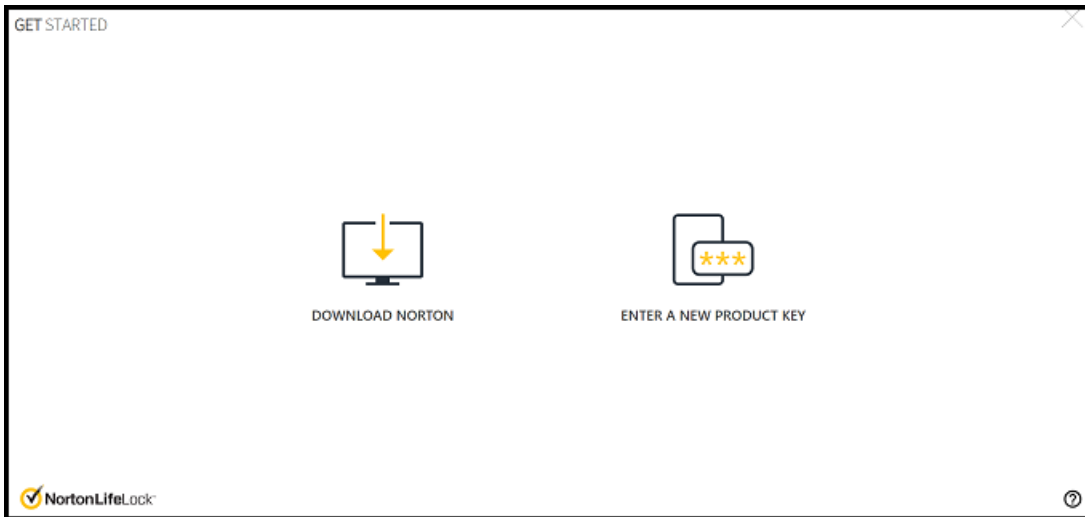 GET STARTED
***
DOWNLOAD NORTON
ENTER A NEW PRODUCT KEY
NortonLifeLock
?